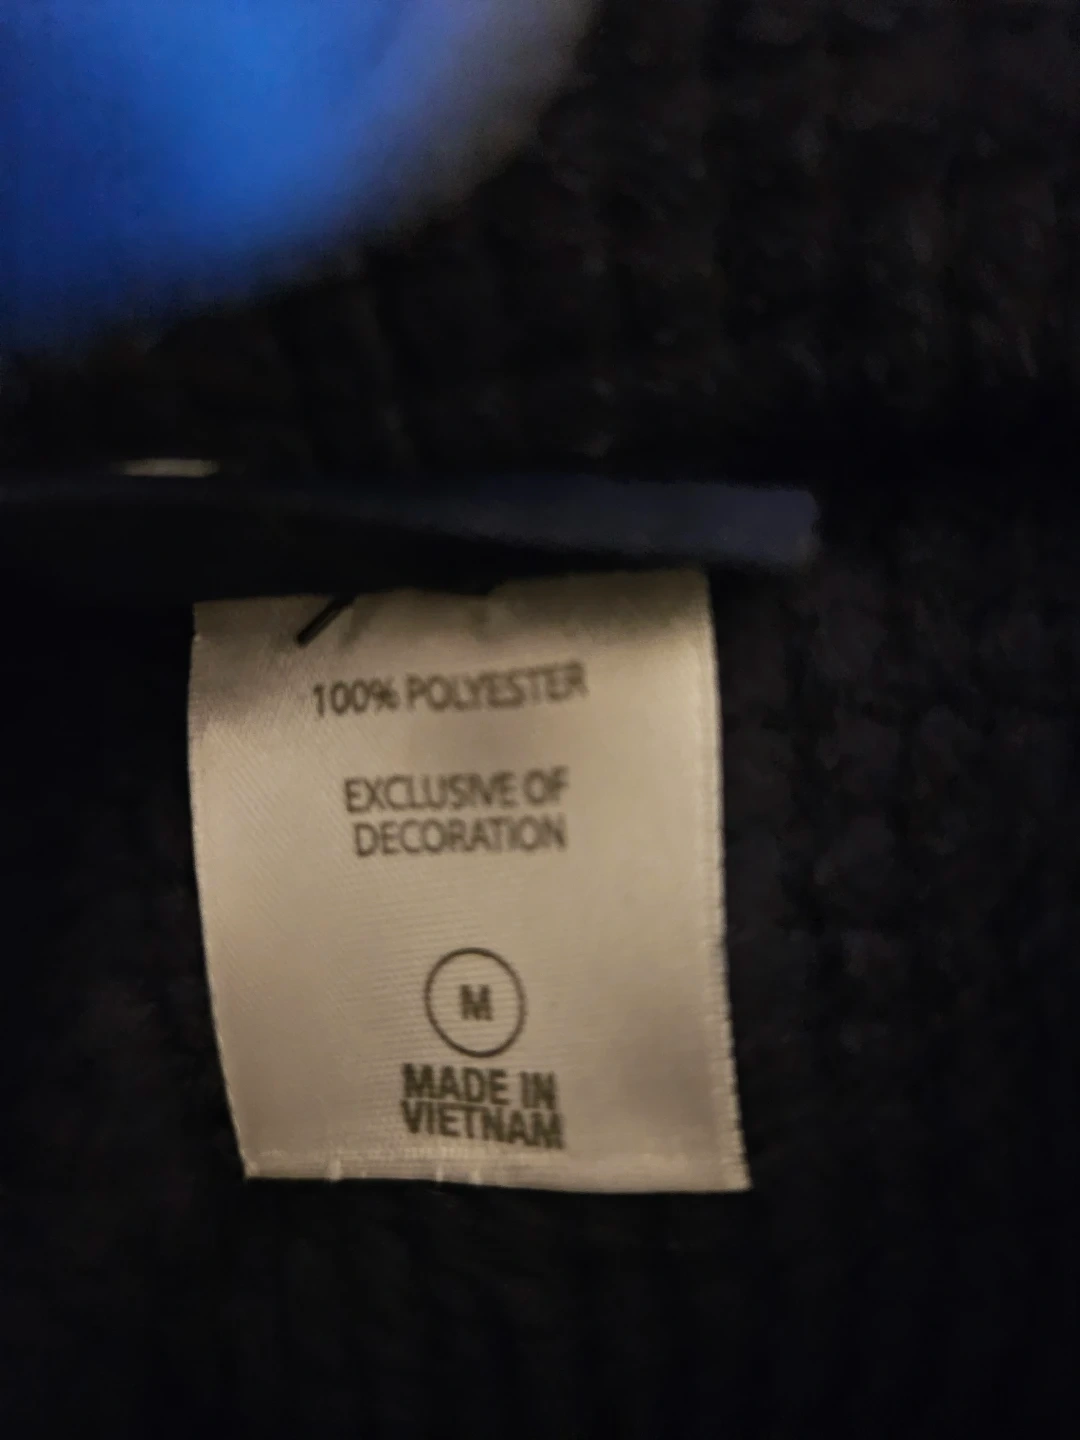 100% POLYESTER
EXCLUSIVE OF
DECORATION
M
MADE IN
VIETNAM